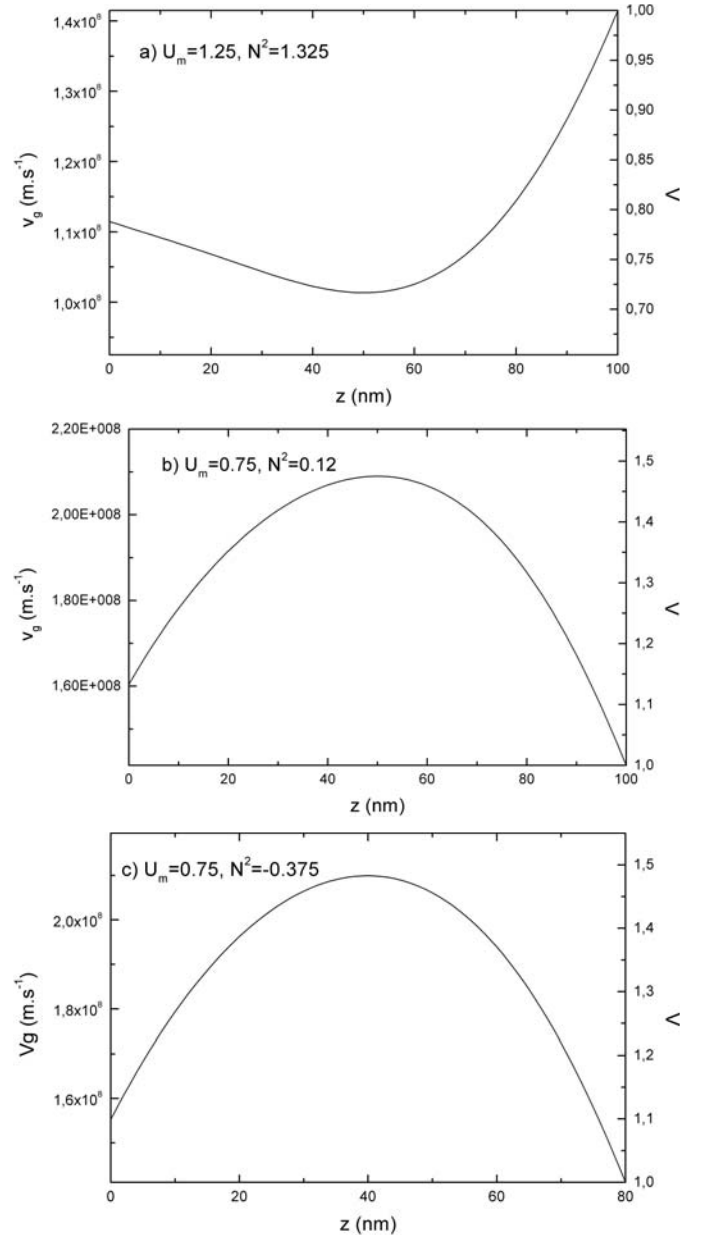 1,4x10⁸
1,3x10⁸
1,2x10⁸
1,1x10⁸
1,0x10⁸
v_g (m.s⁻¹)
a) U_m=1.25, N²=1.325
1,00
0,95
0,90
0,85
0,80
0,75
0,70
V
0 20 40 60 80 100
z (nm)
2,20E+008
2,00E+008
1,80E+008
1,60E+008
v_g (m.s⁻¹)
b) U_m=0.75, N²=0.12
1,5
1,4
1,3
1,2
1,1
1,0
V
0 20 40 60 80 100
z (nm)
2,0x10⁸
1,8x10⁸
1,6x10⁸
Vg (m.s⁻¹)
c) U_m=0.75, N²=-0.375
1,5
1,4
1,3
1,2
1,1
1,0
V
0 20 40 60 80
z (nm)